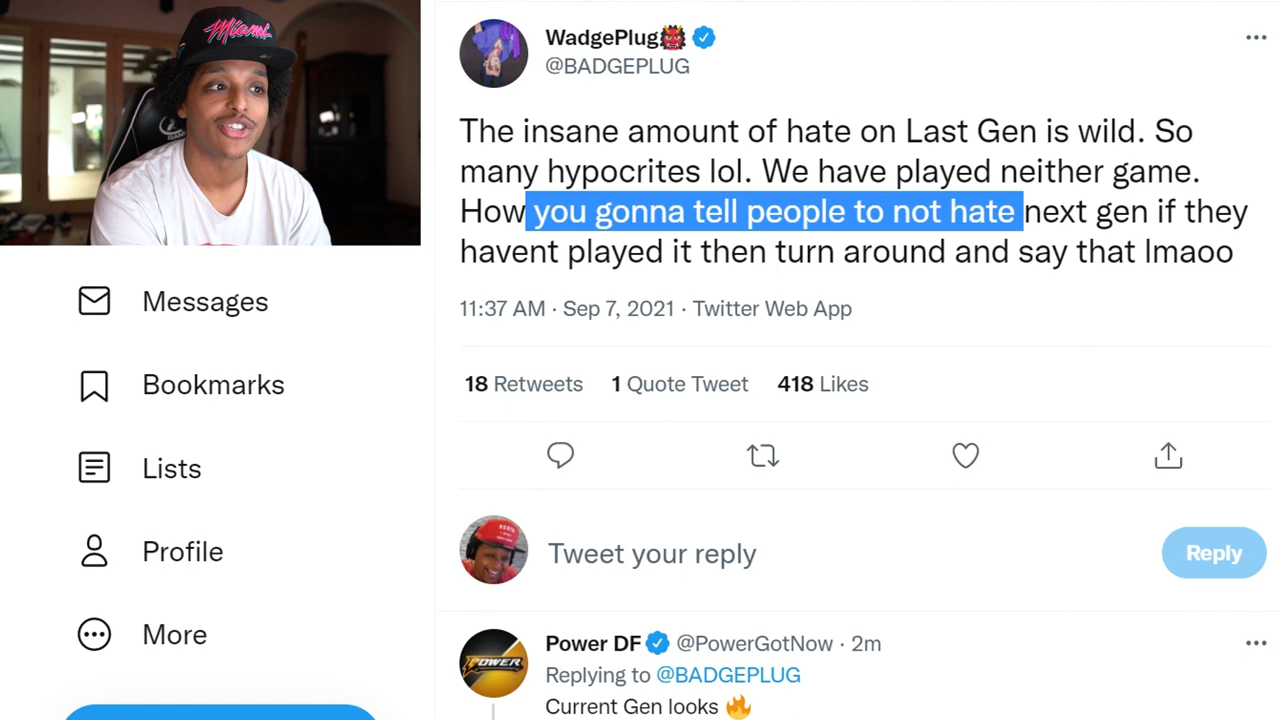 Miami
WadgePlug👹
@BADGEPLUG
The insane amount of hate on Last Gen is wild. So
many hypocrites lol. We have played neither game.
How you gonna tell people to not hate next gen if they
havent played it then turn around and say that lmaoo
11:37 AM · Sep 7, 2021 · Twitter Web App
18 Retweets 1 Quote Tweet 418 Likes
Messages
Bookmarks
Lists
Profile
More
Tweet your reply
Reply
POWER
Power DF @PowerGotNow · 2m
Replying to @BADGEPLUG
Current Gen looks 🔥